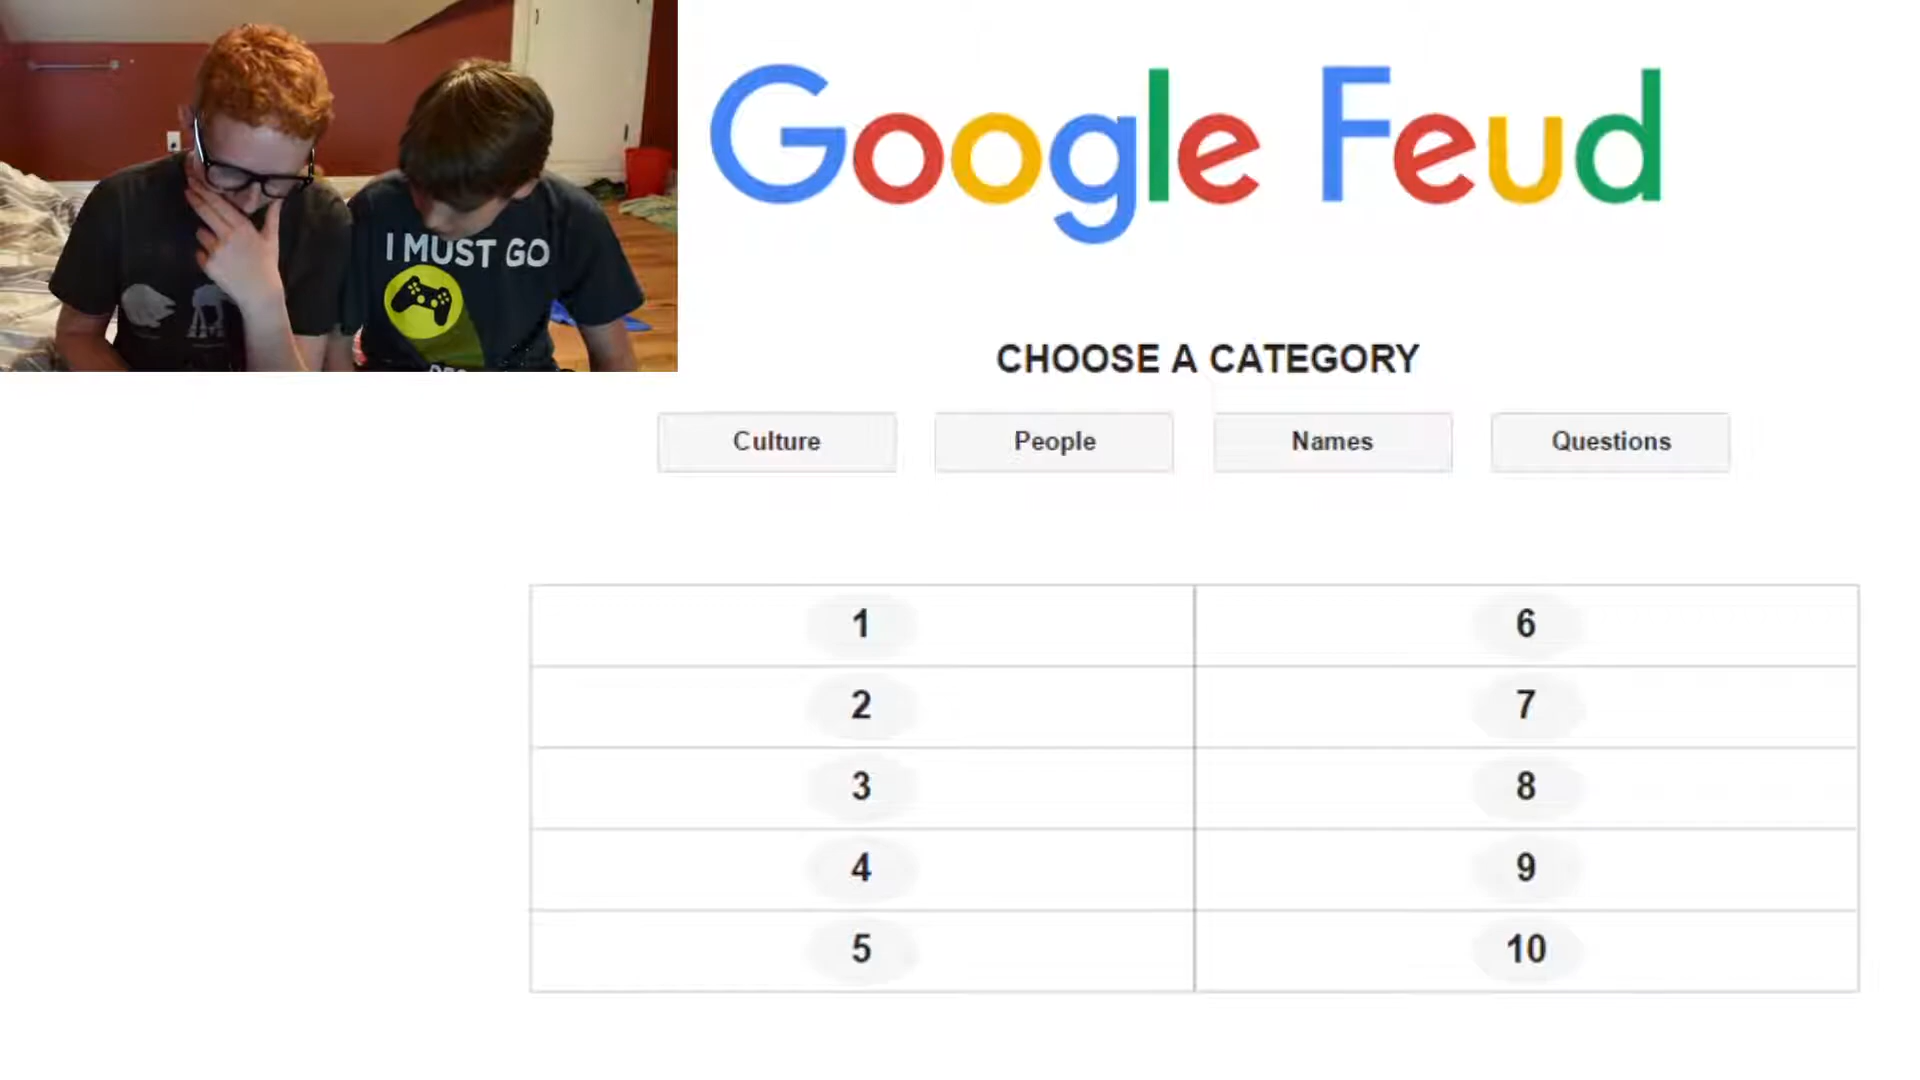 I MUST GO
Google Feud
CHOOSE A CATEGORY
Culture People Names Questions
1 6
2 7
3 8
4 9
5 10